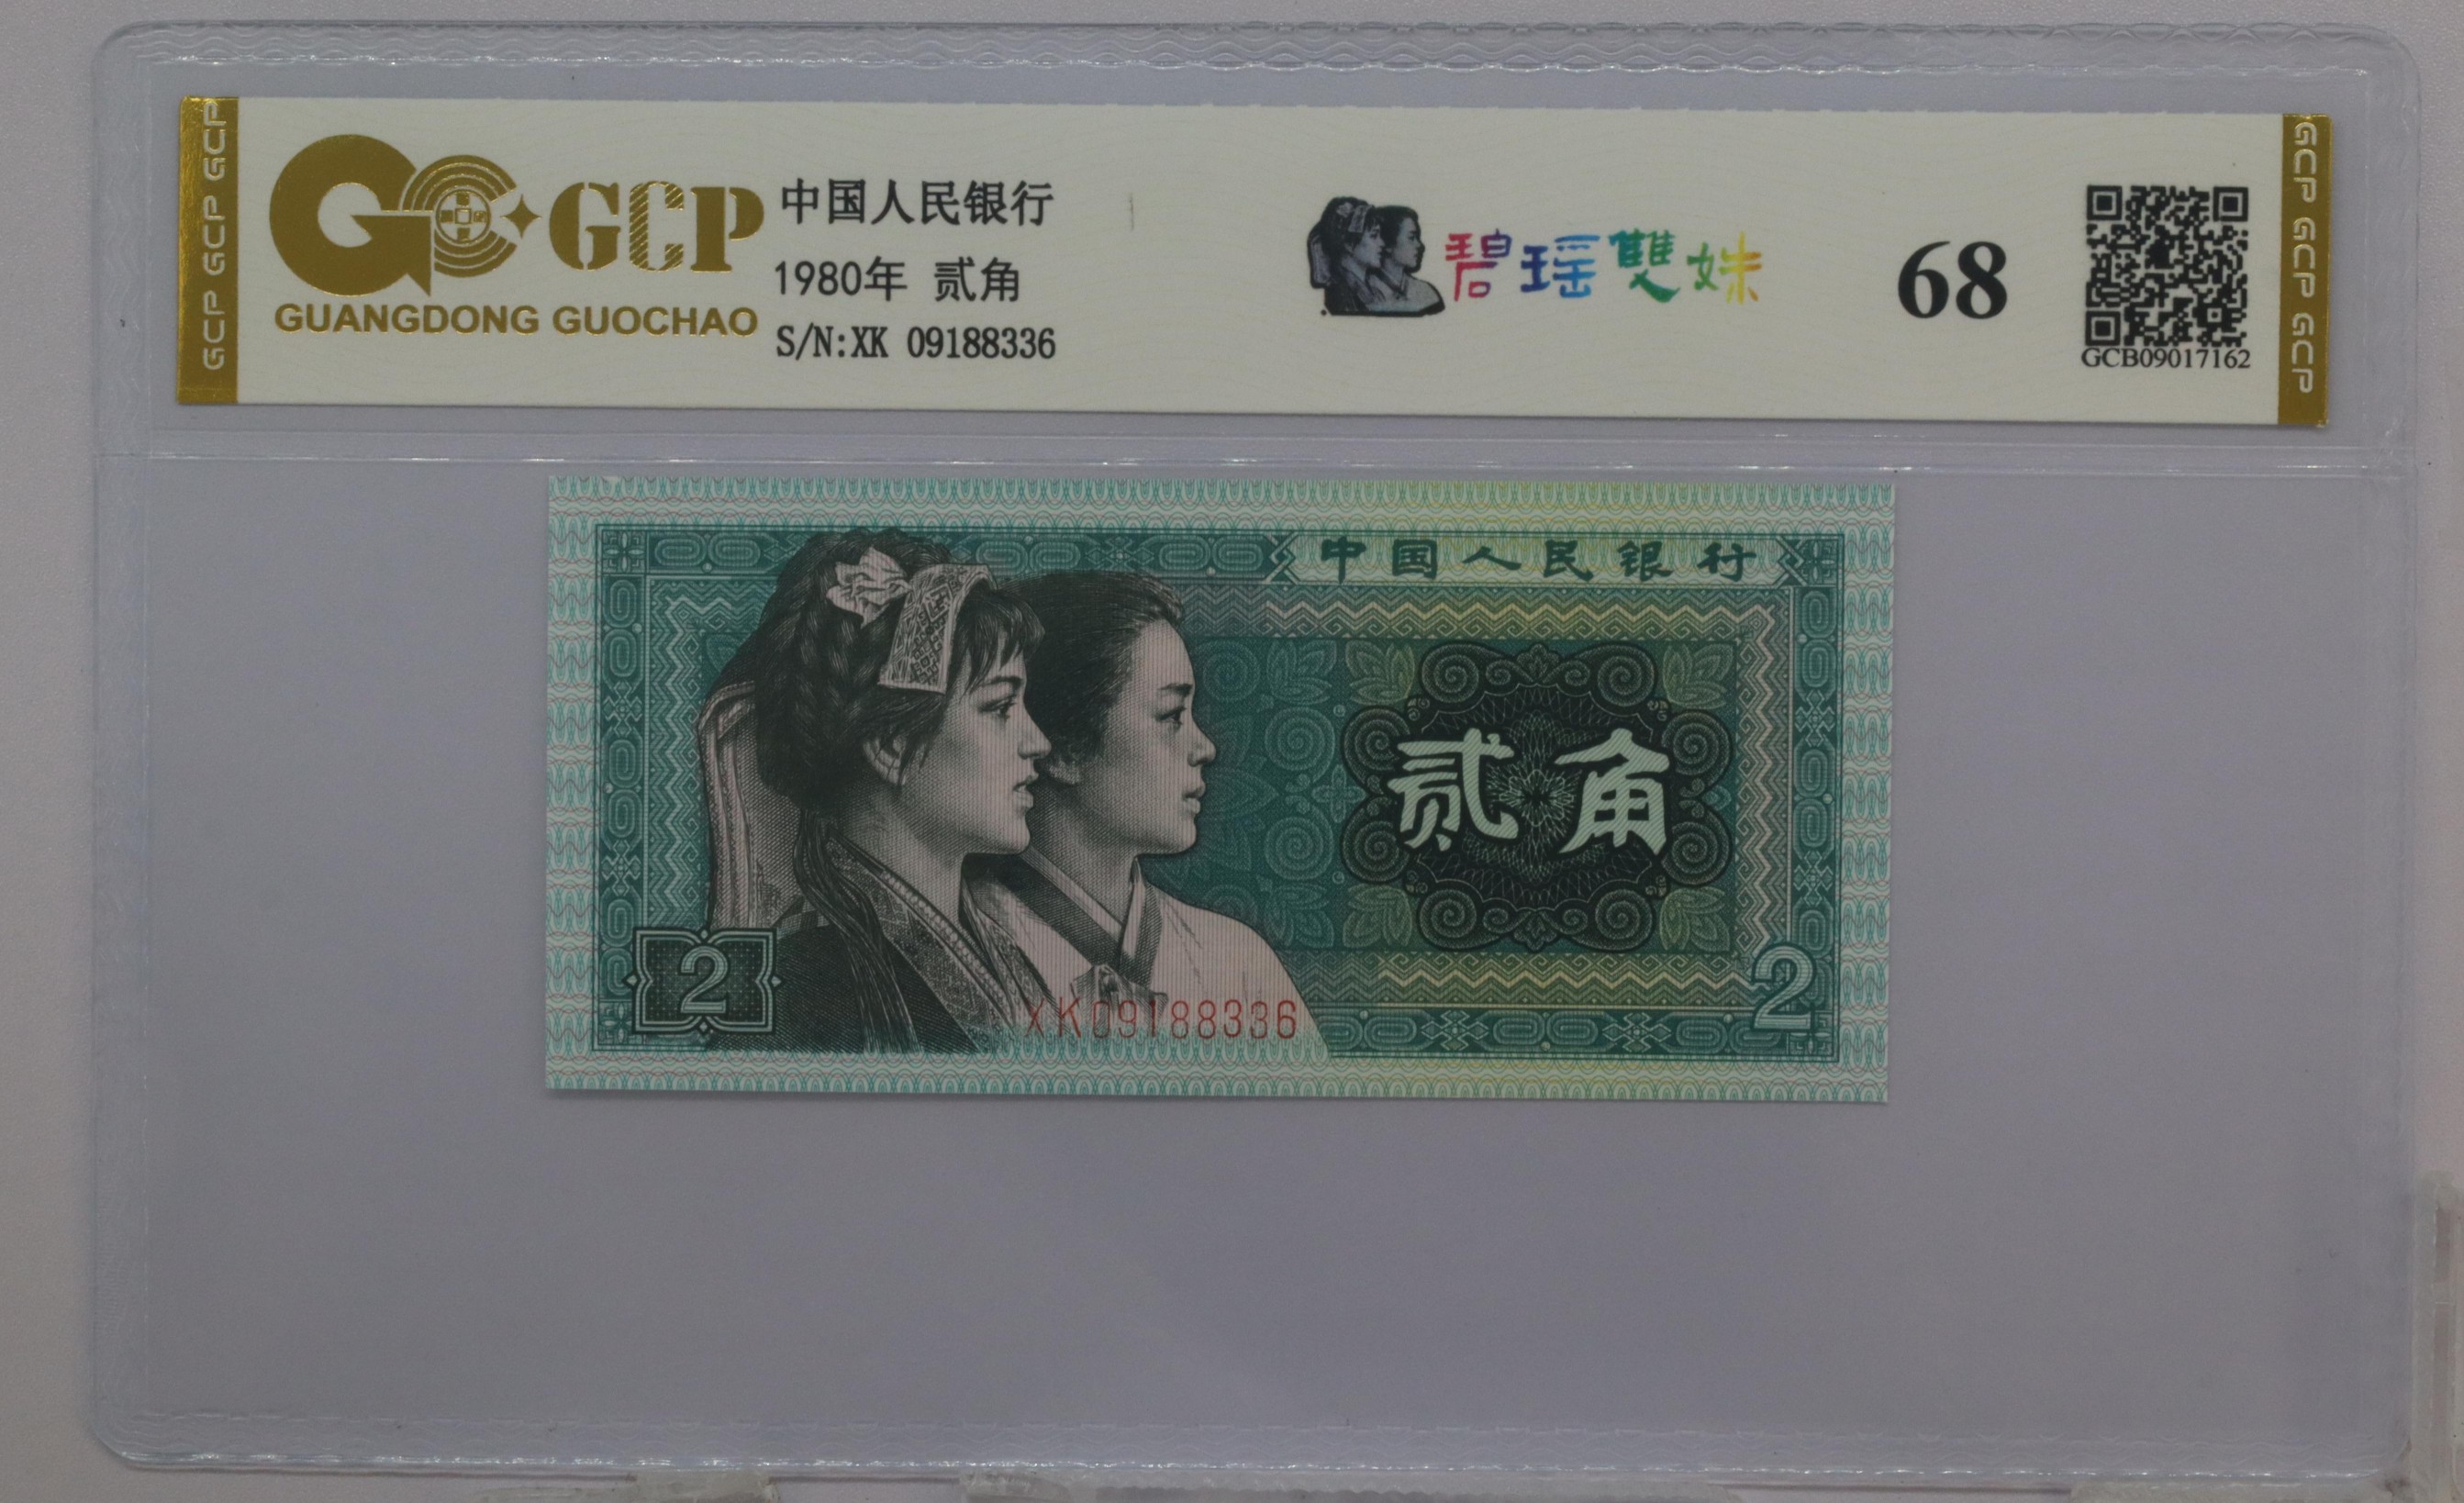 GCP GCP GCP
GCP
GUANGDONG GUOCHAO
中国人民银行
1980年 贰角
S/N:XK 09188336
碧瑶雙妹
68
GCB09017162
GCP GCP GCP
中国人民银行
贰角
2
XK09188336
2